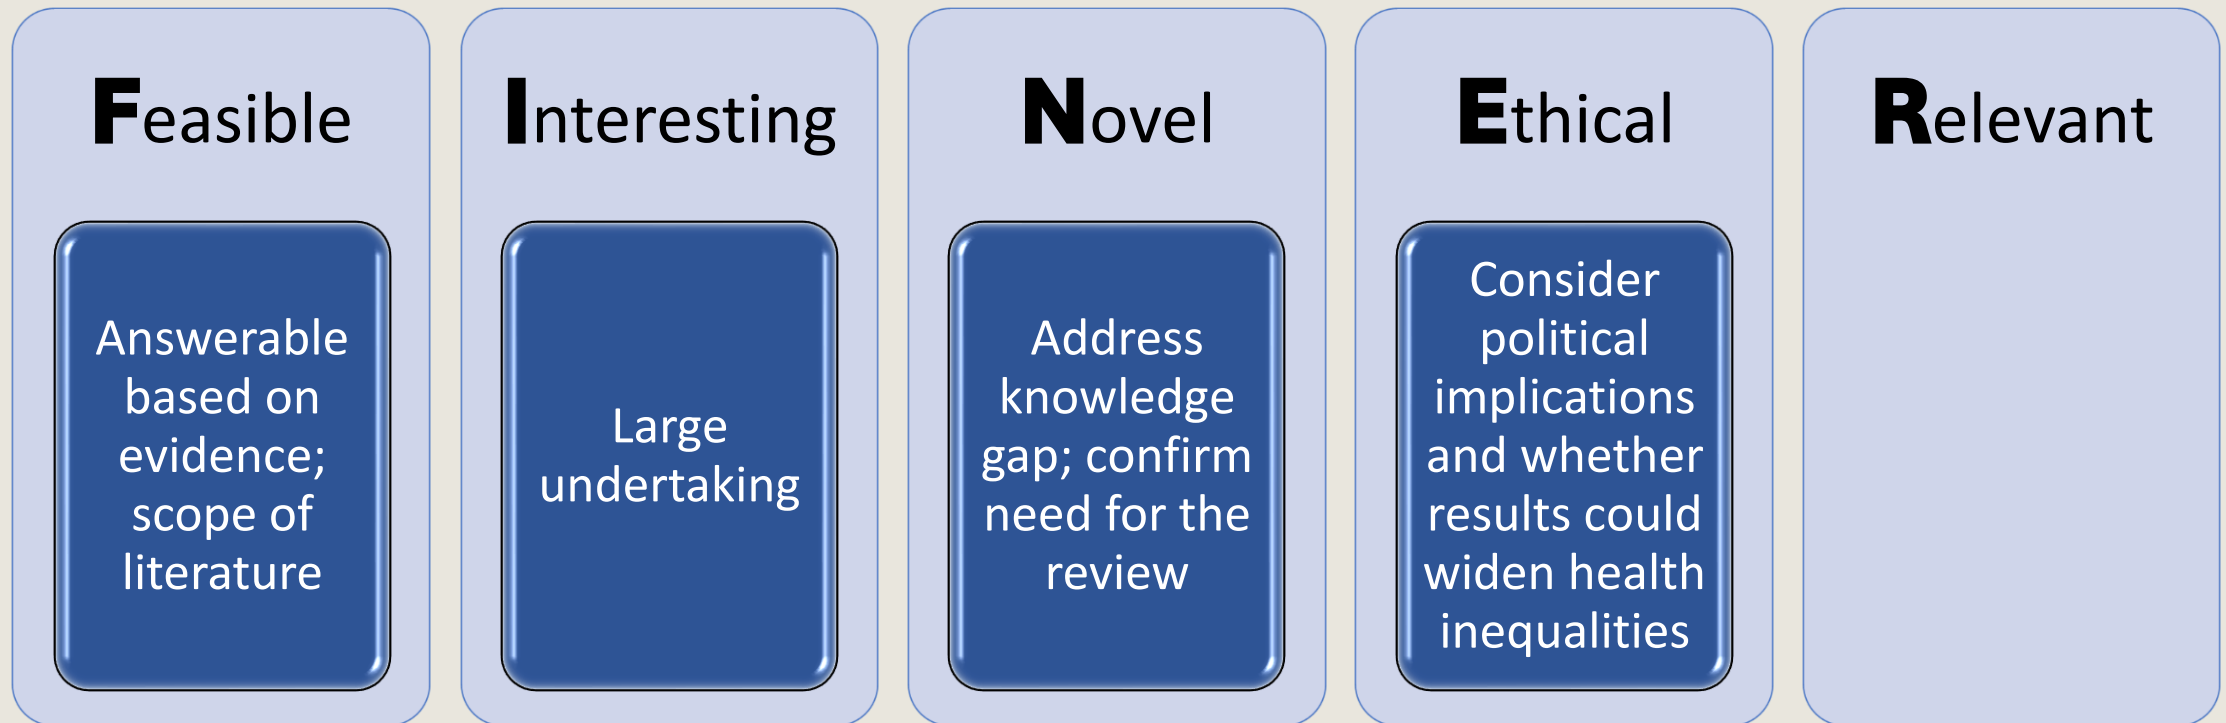 Feasible
Answerable
based on
evidence;
scope of
literature
Interesting
Large
undertaking
Novel
Address
knowledge
gap; confirm
need for the
review
Ethical
Consider
political
implications
and whether
results could
widen health
inequalities
Relevant